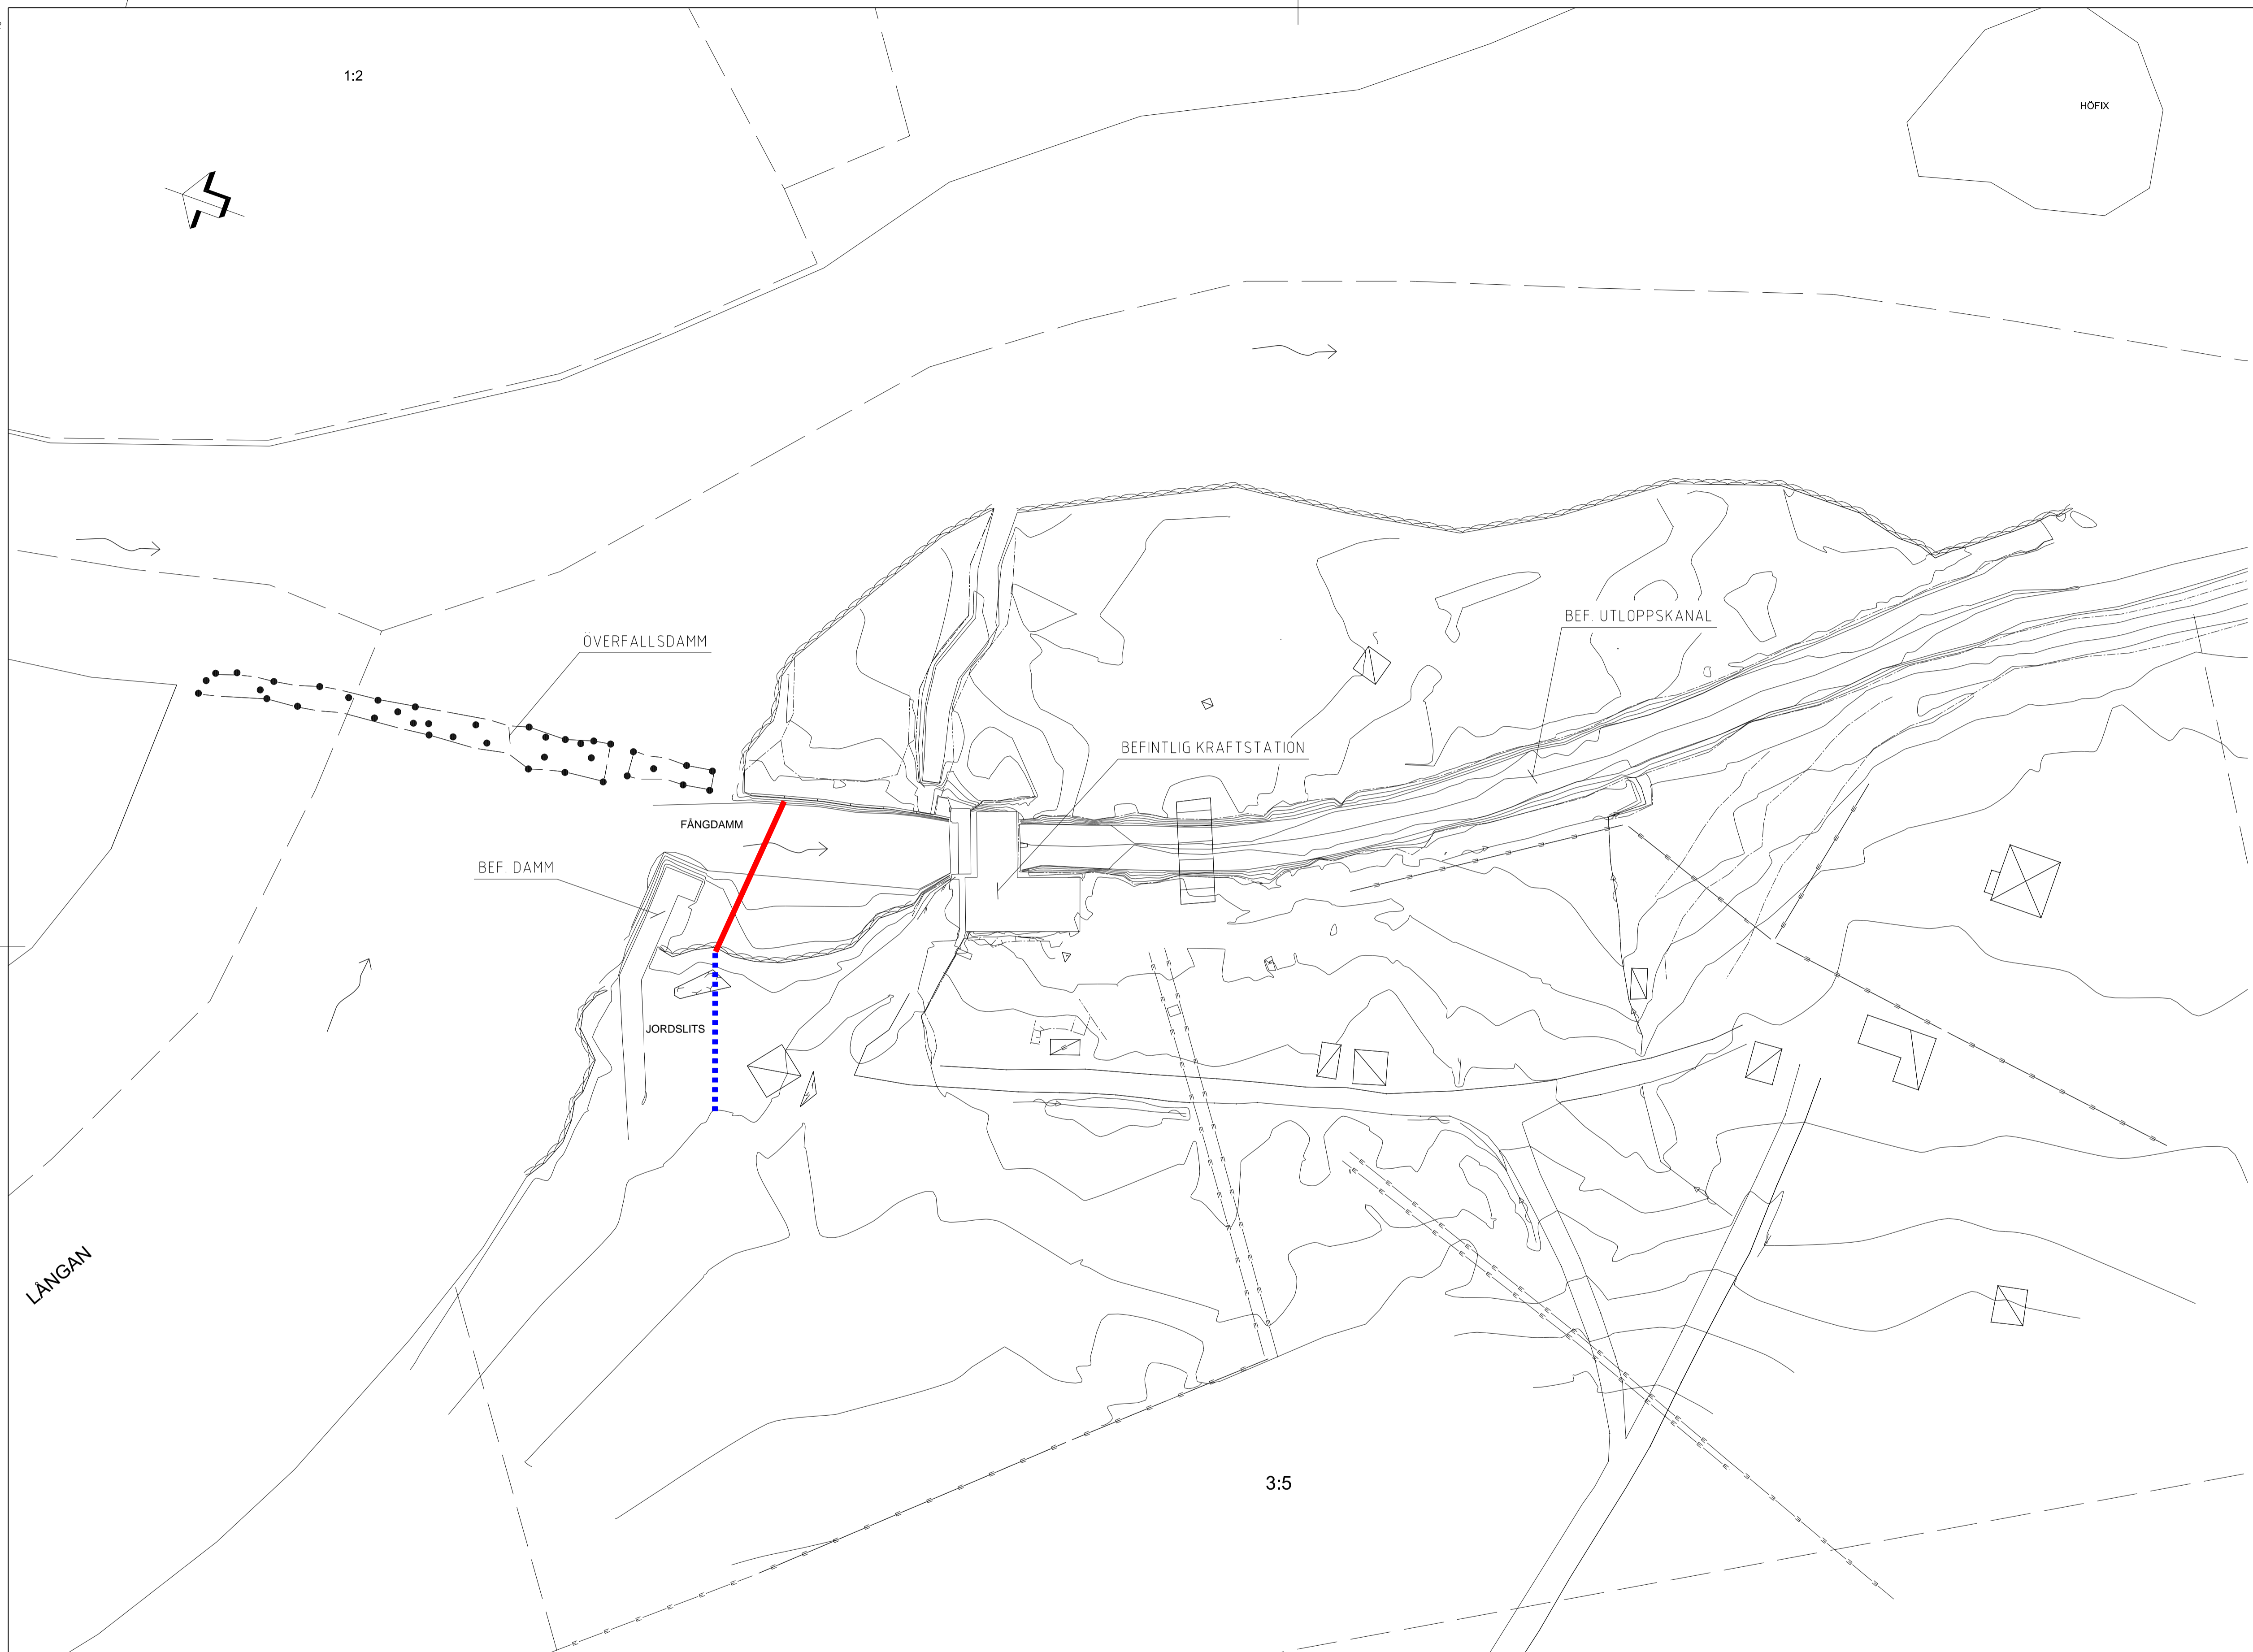 1:2
HÖFIX
ÖVERFALLSDAMM
BEF. UTLOPPSKANAL
BEFINTLIG KRAFTSTATION
FÅNGDAMM
BEF. DAMM
JORDSLITS
LÅNGAN
3:5